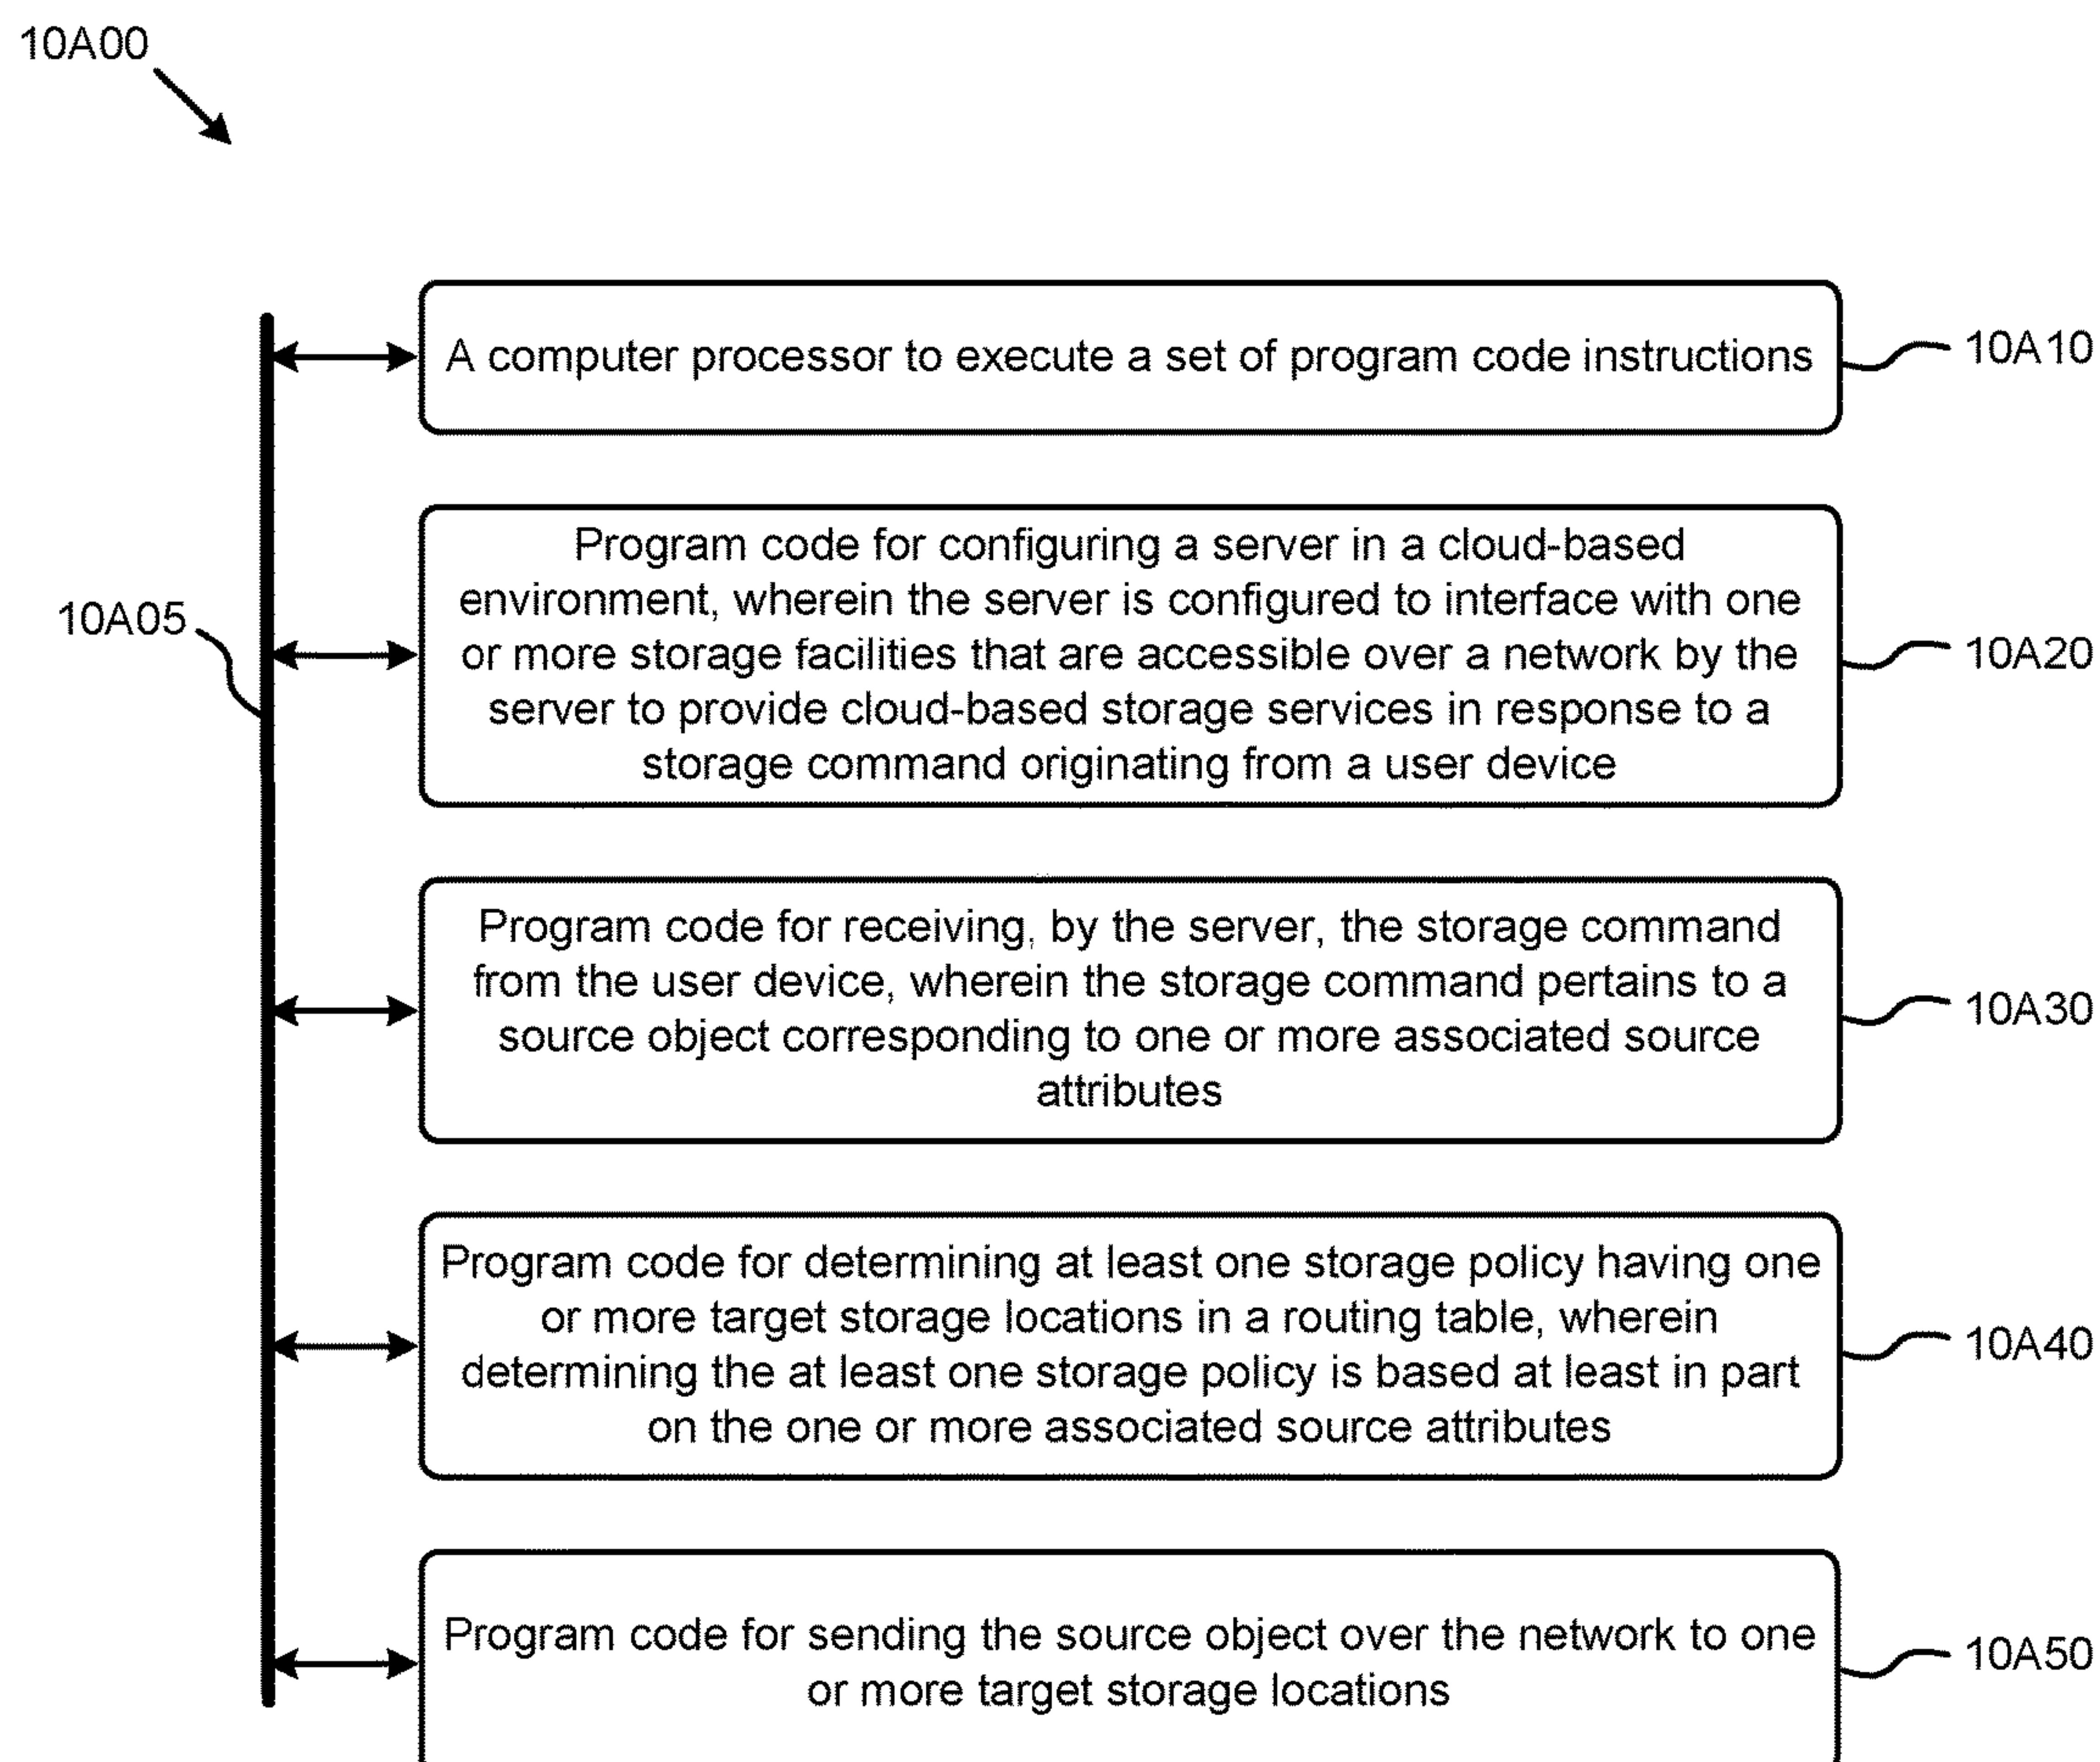 10A00
A computer processor to execute a set of program code instructions
10A10
Program code for configuring a server in a cloud-based
environment, wherein the server is configured to interface with one
or more storage facilities that are accessible over a network by the
server to provide cloud-based storage services in response to a
storage command originating from a user device
10A05
10A20
Program code for receiving, by the server, the storage command
from the user device, wherein the storage command pertains to a
source object corresponding to one or more associated source
attributes
10A30
Program code for determining at least one storage policy having one
or more target storage locations in a routing table, wherein
determining the at least one storage policy is based at least in part
on the one or more associated source attributes
10A40
Program code for sending the source object over the network to one
or more target storage locations
10A50